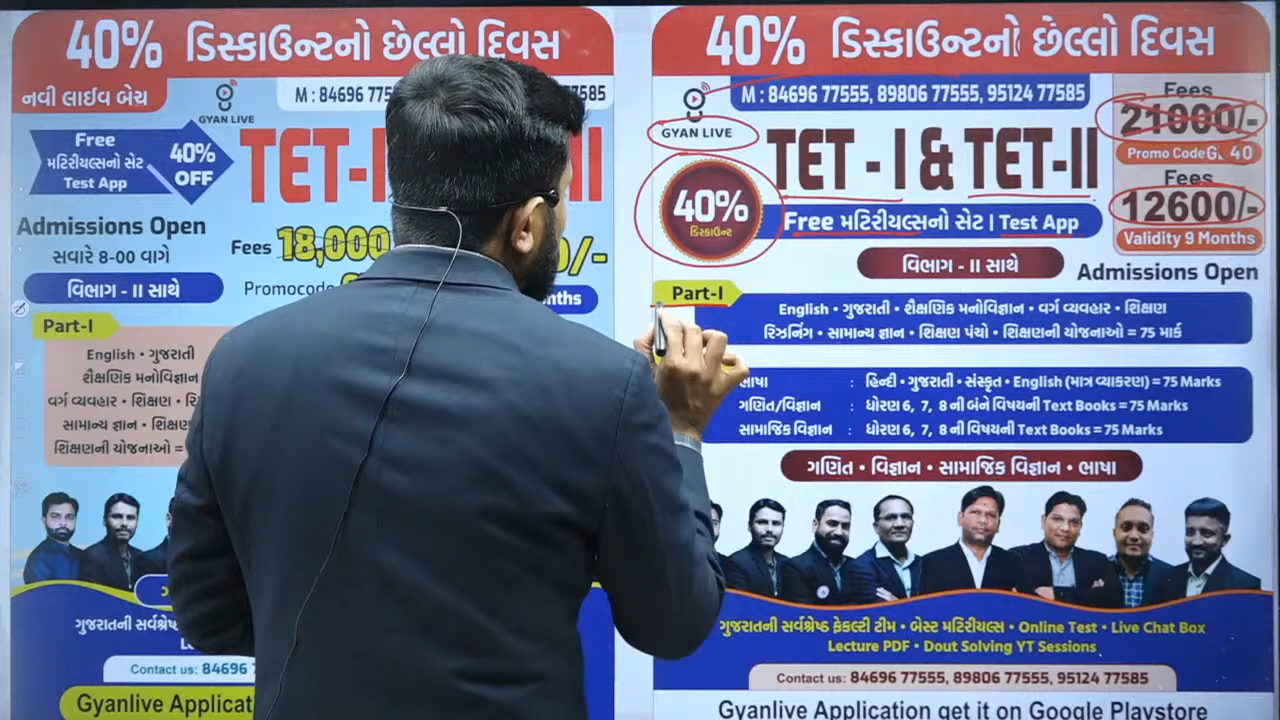 40% ડિસ્કાઉન્ટનો છેલ્લો દિવસ
નવી લાઈવ બેચ
GYAN LIVE
M : 84696 775
7585
Free
મટિરીયલ્સનો સેટ
Test App
40%
OFF
TET-I
II
Admissions Open
સવારે 8-00 વાગે
Fees 18,000
0/-
Promocode
nths
વિભાગ - II સાથે
Part-I
English • ગુજરાતી
શૈક્ષણિક મનોવિજ્ઞાન
વર્ગ વ્યવહાર • શિક્ષણ • રિ
સામાન્ય જ્ઞાન • શિક્ષણ
શિક્ષણની યોજનાઓ =
ગુજરાતની સર્વશ્રેષ્
Contact us: 84696 7
Gyanlive Applicat
40% ડિસ્કાઉન્ટનો છેલ્લો દિવસ
GYAN LIVE
M : 84696 77555, 89806 77555, 95124 77585
Fees
21000/-
Promo Code GL 40
Fees
12600/-
Validity 9 Months
TET - I & TET-II
40%
ડિસ્કાઉન્ટ
Free મટિરીયલ્સનો સેટ | Test App
વિભાગ - II સાથે
Admissions Open
Part-I
English • ગુજરાતી • શૈક્ષણિક મનોવિજ્ઞાન • વર્ગ વ્યવહાર • શિક્ષણ
રિઝનિંગ • સામાન્ય જ્ઞાન • શિક્ષણ પંચો • શિક્ષણની યોજનાઓ = 75 માર્ક
ભાષા : હિન્દી • ગુજરાતી • સંસ્કૃત • English (માત્ર વ્યાકરણ) = 75 Marks
ગણિત/વિજ્ઞાન : ધોરણ 6, 7, 8 ની બંને વિષયની Text Books = 75 Marks
સામાજિક વિજ્ઞાન : ધોરણ 6, 7, 8 ની વિષયની Text Books = 75 Marks
ગણિત • વિજ્ઞાન • સામાજિક વિજ્ઞાન • ભાષા
ગુજરાતની સર્વશ્રેષ્ઠ ફેકલ્ટી ટીમ • બેસ્ટ મટિરીયલ્સ • Online Test • Live Chat Box
Lecture PDF • Dout Solving YT Sessions
Contact us: 84696 77555, 89806 77555, 95124 77585
Gyanlive Application get it on Google Playstore